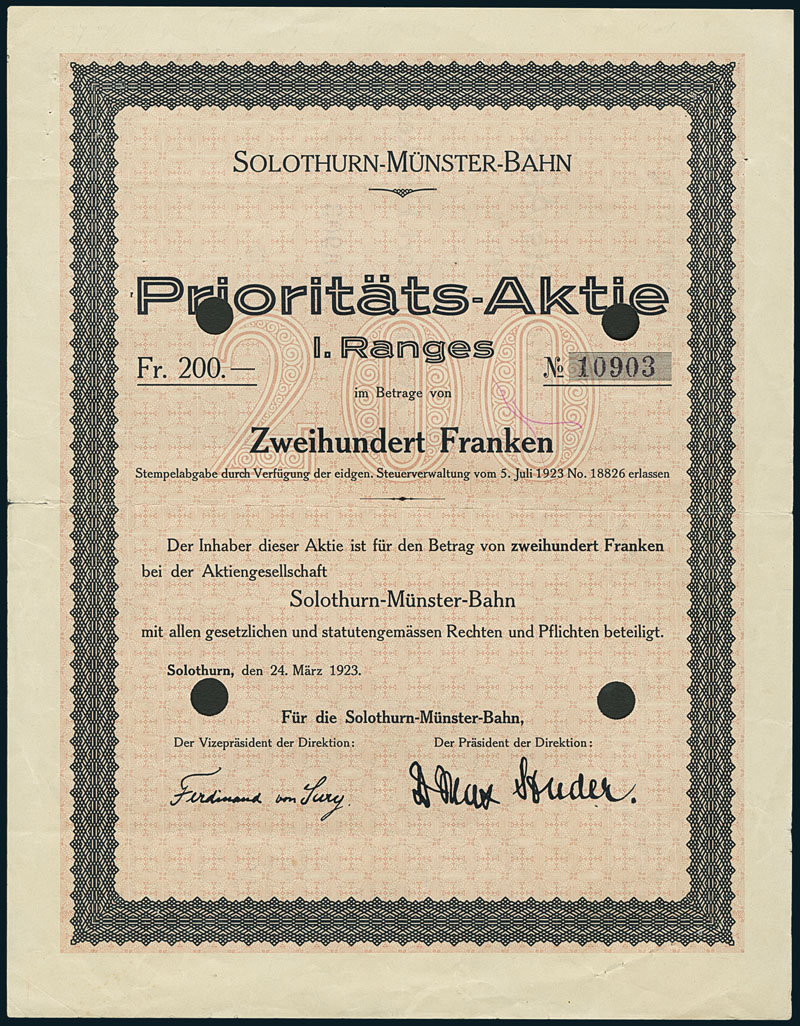 SOLOTHURN-MÜNSTER-BAHN
Prioritäts-Aktie
I. Ranges
200
Fr. 200.— № 10903
im Betrage von
Zweihundert Franken
Stempelabgabe durch Verfügung der eidgen. Steuerverwaltung vom 5. Juli 1923 No. 18826 erlassen
Der Inhaber dieser Aktie ist für den Betrag von zweihundert Franken
bei der Aktiengesellschaft
Solothurn-Münster-Bahn
mit allen gesetzlichen und statutengemässen Rechten und Pflichten beteiligt.
Solothurn, den 24. März 1923.
Für die Solothurn-Münster-Bahn,
Der Vizepräsident der Direktion: Der Präsident der Direktion:
Ferdinand von Sury. Dr Max Studer.